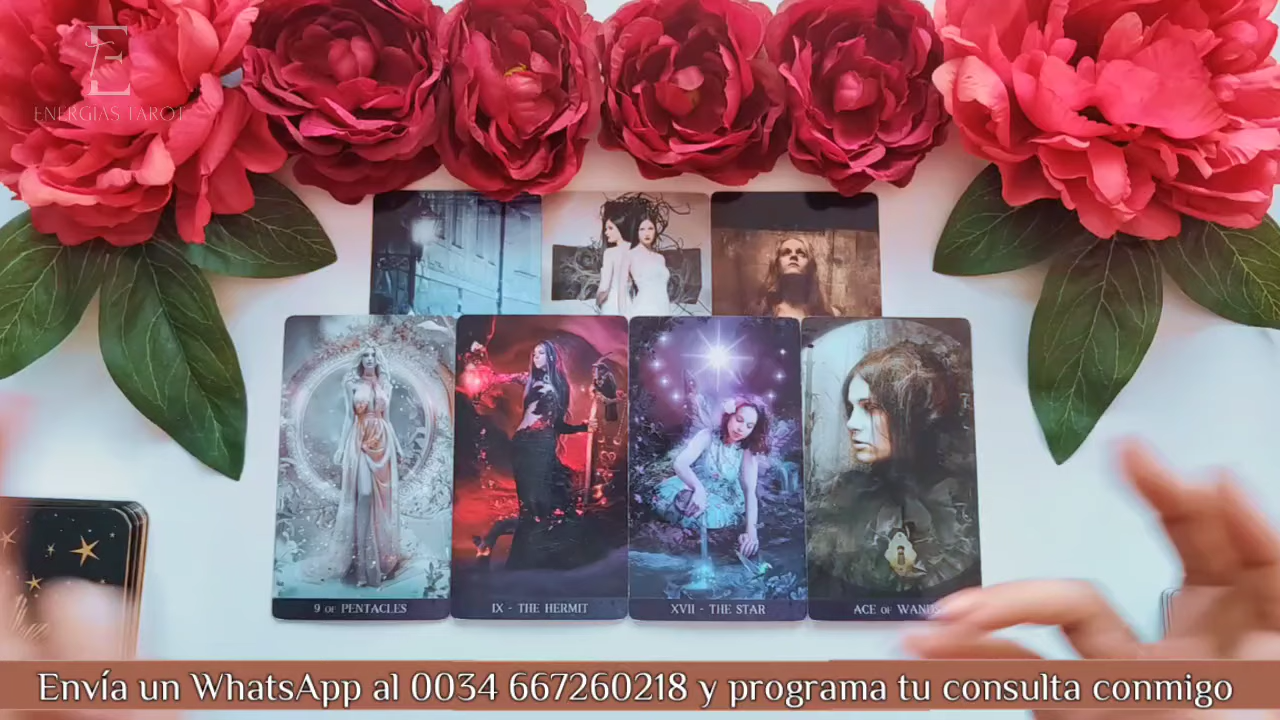 E
ENERGÍAS TAROT
9 OF PENTACLES
IX - THE HERMIT
XVII - THE STAR
ACE OF WANDS
Envía un WhatsApp al 0034 667260218 y programa tu consulta conmigo